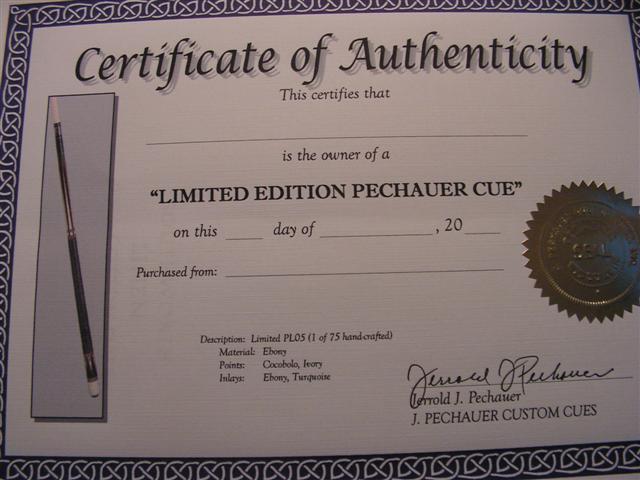 Certificate of Authenticity
This certifies that
is the owner of a
"LIMITED EDITION PECHAUER CUE"
on this day of , 20
Purchased from:
Description: Limited PL05 (1 of 75 hand-crafted)
Material: Ebony
Points: Cocobolo, Ivory
Inlays: Ebony, Turquoise
Jerrold J Pechauer
Jerrold J. Pechauer
J. PECHAUER CUSTOM CUES